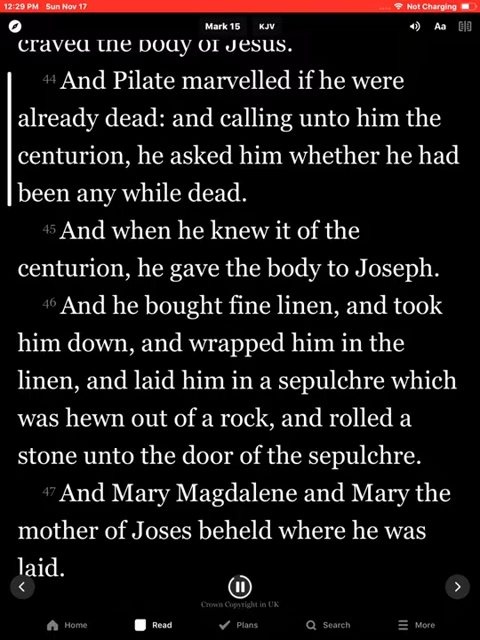 12:29 PM Sun Nov 17
Not Charging
Mark 15 KJV
Aa
craved the body of Jesus.
44 And Pilate marvelled if he were
already dead: and calling unto him the
centurion, he asked him whether he had
been any while dead.
45 And when he knew it of the
centurion, he gave the body to Joseph.
46 And he bought fine linen, and took
him down, and wrapped him in the
linen, and laid him in a sepulchre which
was hewn out of a rock, and rolled a
stone unto the door of the sepulchre.
47 And Mary Magdalene and Mary the
mother of Joses beheld where he was
laid.
Crown Copyright in UK
Home Read Plans Search More